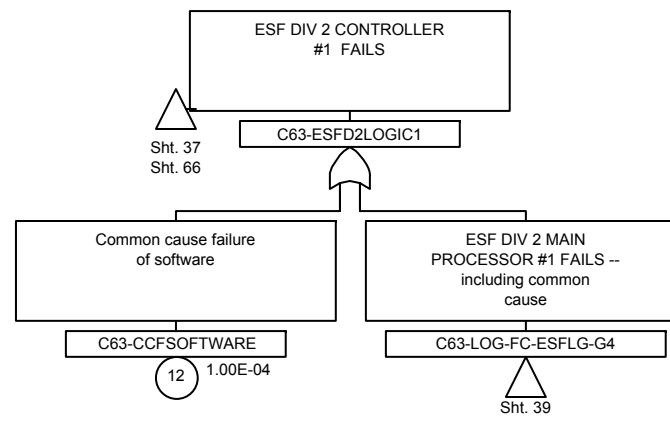 ESF DIV 2 CONTROLLER
#1 FAILS
Sht. 37
Sht. 66
C63-ESFD2LOGIC1
Common cause failure
of software
C63-CCFSOFTWARE
12
1.00E-04
ESF DIV 2 MAIN
PROCESSOR #1 FAILS --
including common
cause
C63-LOG-FC-ESFLG-G4
Sht. 39